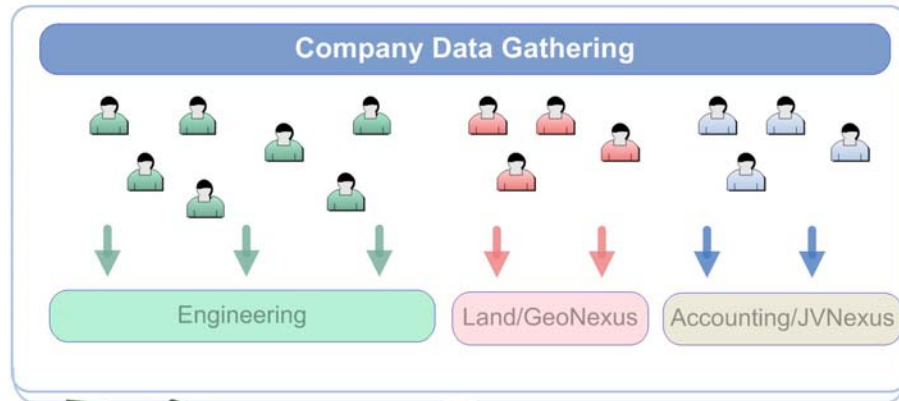 Company Data Gathering
Engineering
Land/GeoNexus
Accounting/JVNexus